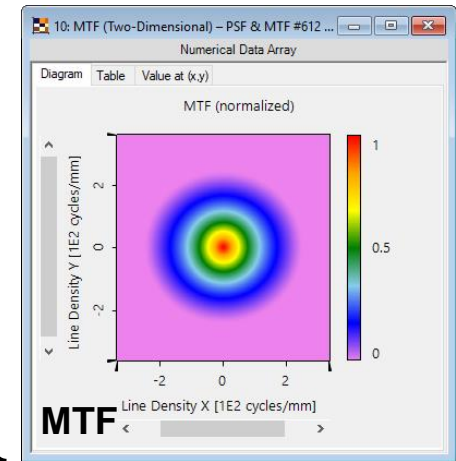 10: MTF (Two-Dimensional) – PSF & MTF #612 ...
Numerical Data Array
Diagram Table Value at (x,y)
MTF (normalized)
Line Density Y [1E2 cycles/mm]
2
0
-2
1
0.5
0
-2 0 2
Line Density X [1E2 cycles/mm]
MTF